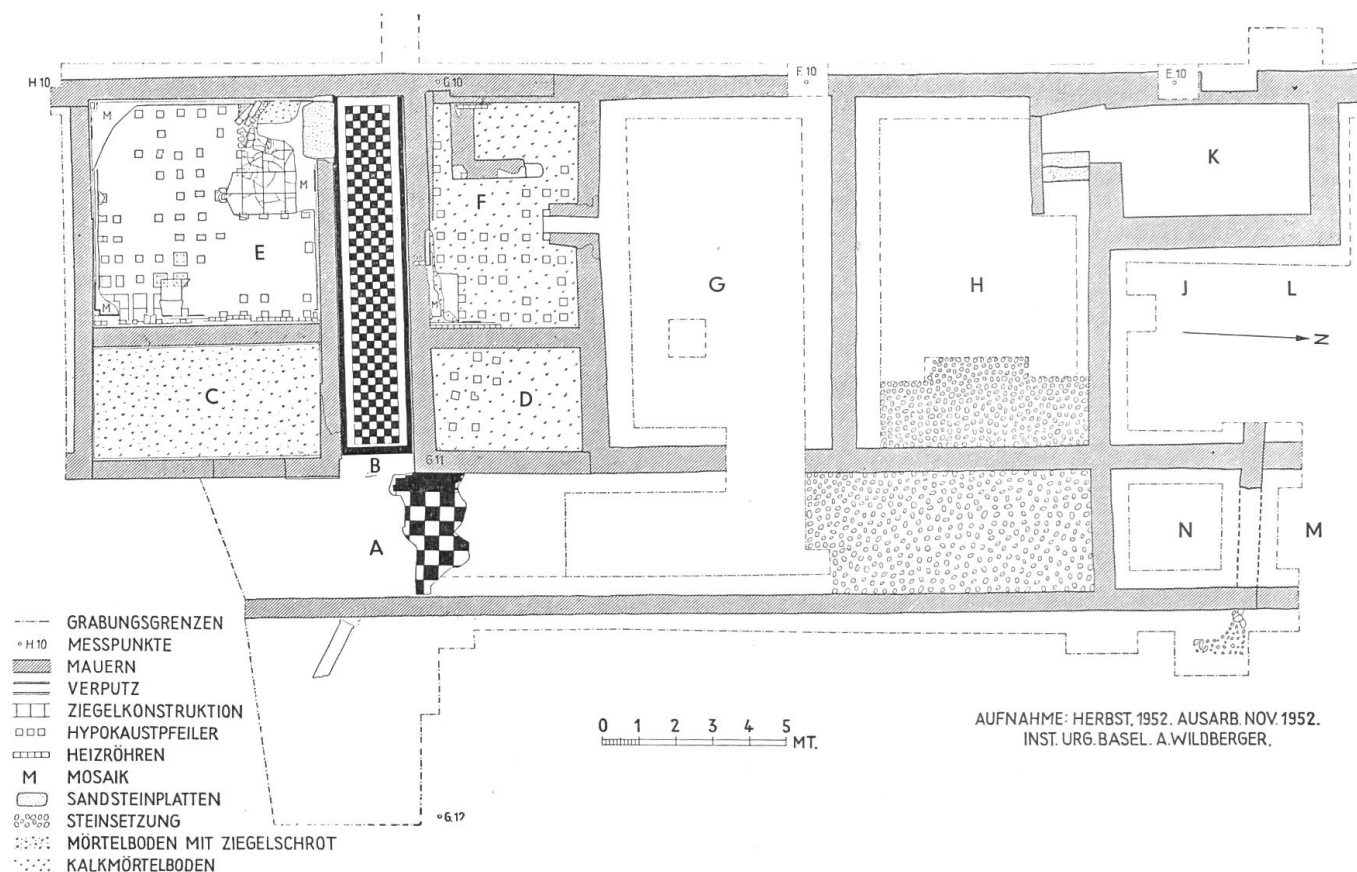 H.10
G.10
F.10
E.10
M
M
K
F
E
G
H
J
L
N
M
M
C
D
B
G.11
A
N
M
GRABUNGSGRENZEN
H.10 MESSPUNKTE
MAUERN
VERPUTZ
ZIEGELKONSTRUKTION
HYPOKAUSTPFEILER
HEIZRÖHREN
M MOSAIK
SANDSTEINPLATTEN
STEINSETZUNG
MÖRTELBODEN MIT ZIEGELSCHROT
KALKMÖRTELBODEN
0 1 2 3 4 5
MT.
AUFNAHME: HERBST, 1952. AUSARB. NOV. 1952.
INST. URG. BASEL. A. WILDBERGER.
G.12